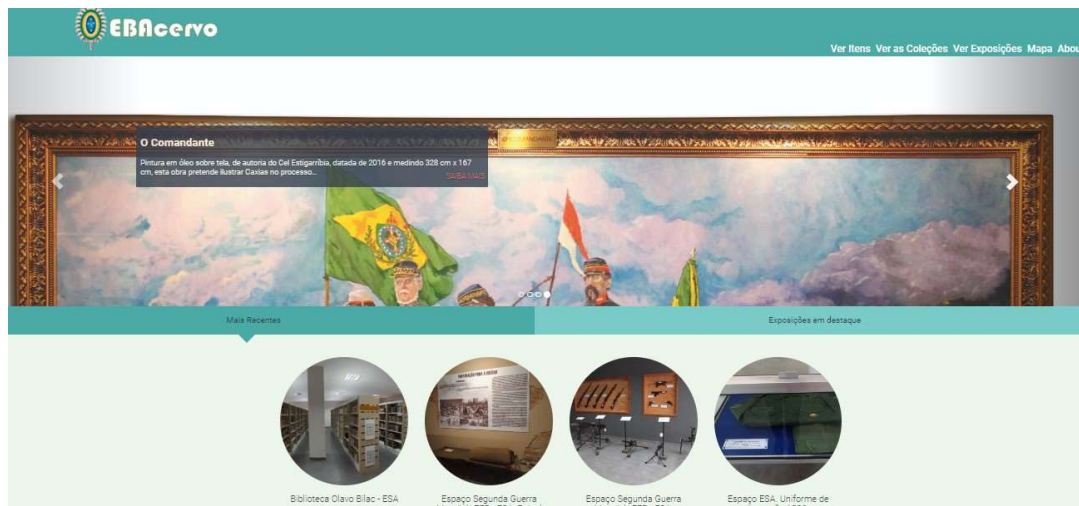 EBAcervo
Ver Itens Ver as Coleções Ver Exposições Mapa Abou
O Comandante
Pintura em óleo sobre tela, de autoria do Cel Estigarríbia, datada de 2016 e medindo 328 cm x 167
cm, esta obra pretende ilustrar Caxias no processo...
SAIBA MAIS
Mais Recentes
Exposições em destaque
Biblioteca Olavo Bilac - ESA
Espaço Segunda Guerra
Espaço Segunda Guerra
Espaço ESA. Uniforme de